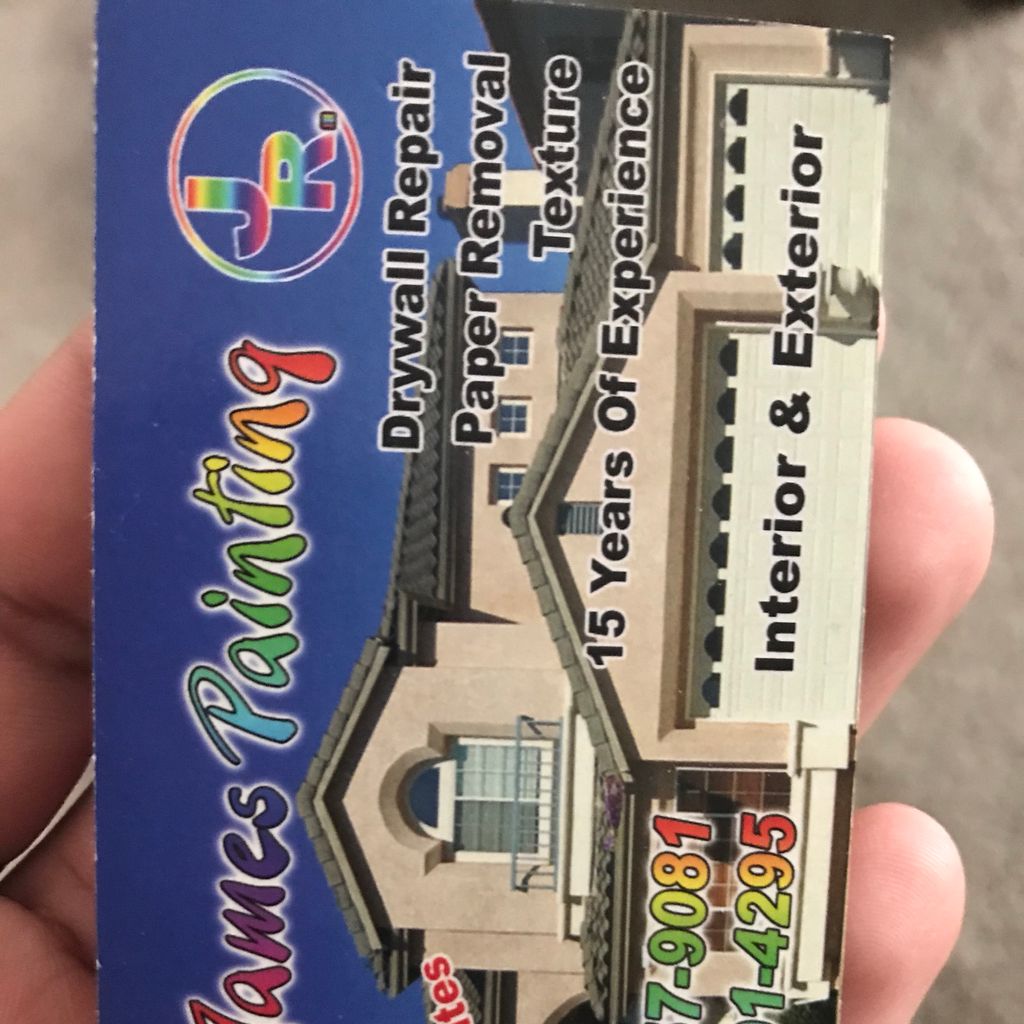 James Painting
JR.
Drywall Repair
Paper Removal
Texture
15 Years Of Experience
7-9081
1-4295
Interior & Exterior